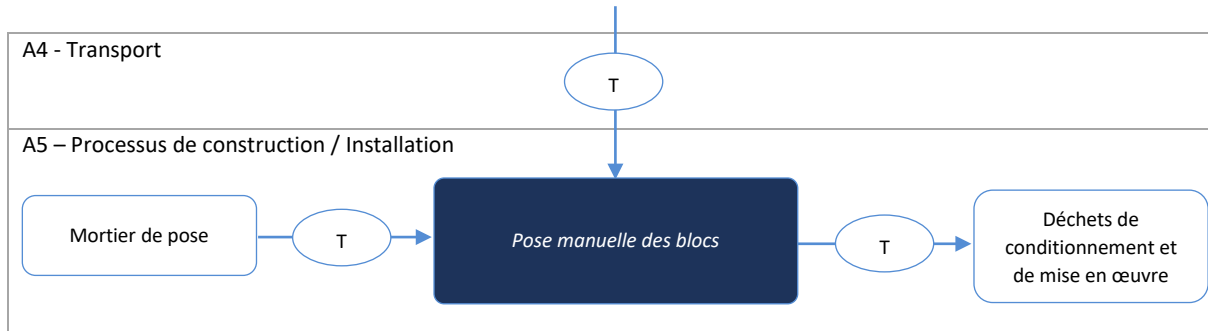 A4 - Transport
T
A5 – Processus de construction / Installation
Mortier de pose
T
Pose manuelle des blocs
T
Déchets de
conditionnement et
de mise en œuvre